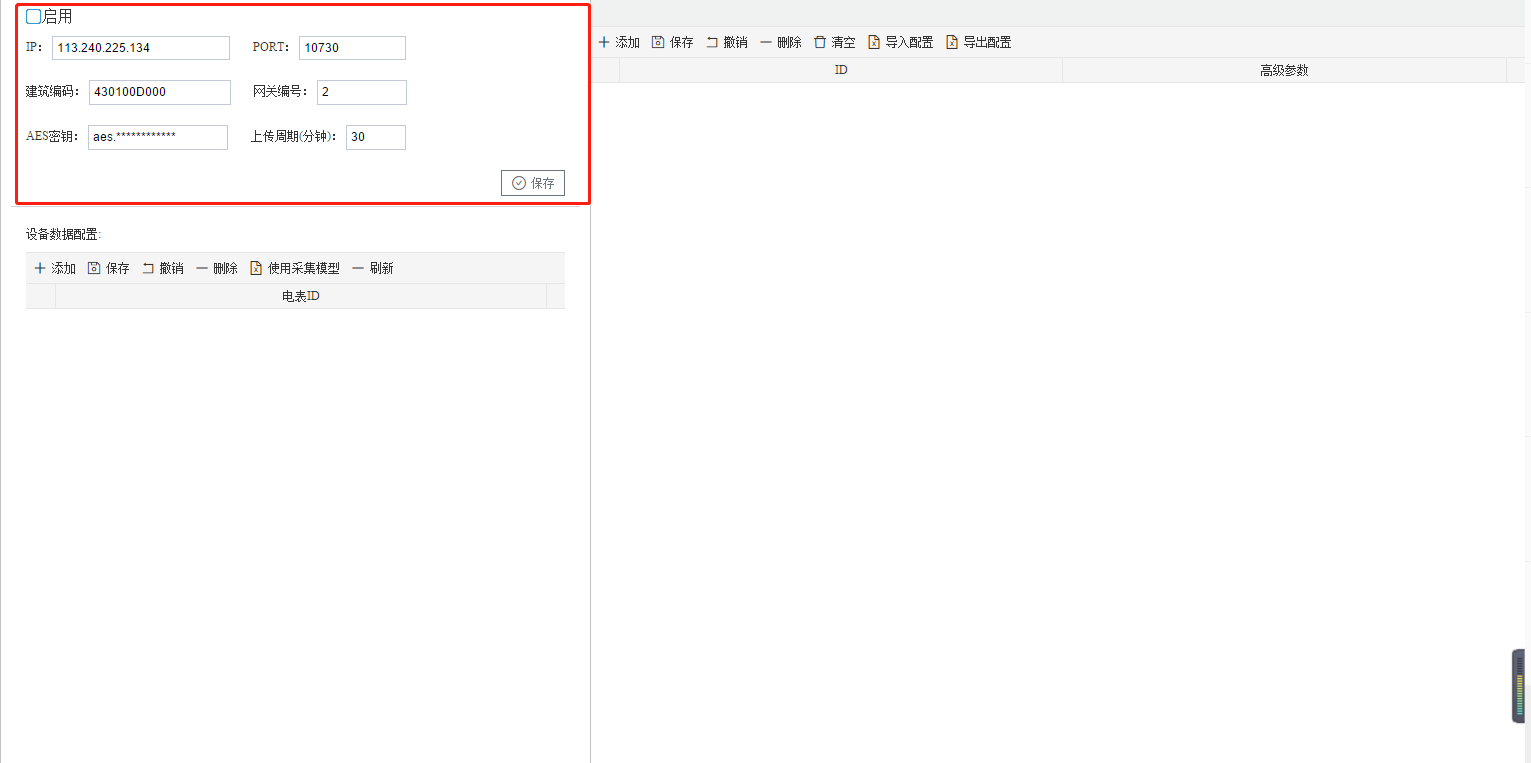 启用
IP： 113.240.225.134 PORT： 10730
建筑编码： 430100D000 网关编号： 2
AES密钥： aes.************ 上传周期(分钟)： 30
保存
设备数据配置:
添加 保存 撤销 删除 使用采集模型 刷新
电表ID
添加 保存 撤销 删除 清空 导入配置 导出配置
ID 高级参数